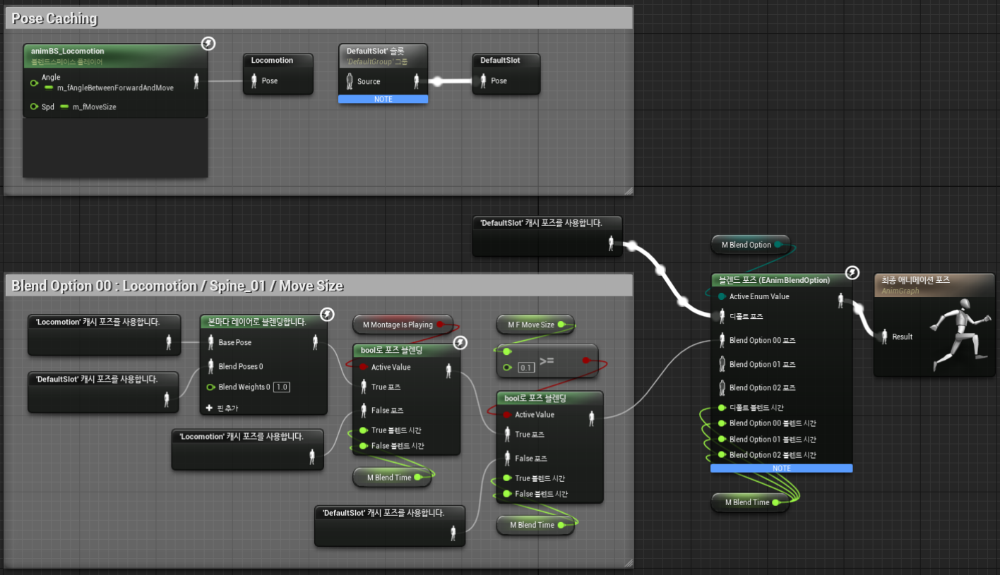 Pose Caching
animBS_Locomotion
블렌드스페이스 플레이어
Angle
m_fAngleBetweenForwardAndMove
Spd
m_fMoveSize
Locomotion
Pose
DefaultSlot' 슬롯
'DefaultGroup' 그룹
Source
NOTE
DefaultSlot
Pose
'DefaultSlot' 캐시 포즈를 사용합니다.
Blend Option 00 : Locomotion / Spine_01 / Move Size
'Locomotion' 캐시 포즈를 사용합니다.
'DefaultSlot' 캐시 포즈를 사용합니다.
본마다 레이어로 블렌딩합니다.
Base Pose
Blend Poses 0
Blend Weights 0 1.0
핀 추가
'Locomotion' 캐시 포즈를 사용합니다.
M Montage Is Playing
bool로 포즈 블렌딩
Active Value
True 포즈
False 포즈
True 블렌드 시간
False 블렌드 시간
M Blend Time
'DefaultSlot' 캐시 포즈를 사용합니다.
M F Move Size
0.1 >=
bool로 포즈 블렌딩
Active Value
True 포즈
False 포즈
True 블렌드 시간
False 블렌드 시간
M Blend Time
M Blend Option
블렌드 포즈 (EAnimBlendOption)
Active Enum Value
디폴트 포즈
Blend Option 00 포즈
Blend Option 01 포즈
Blend Option 02 포즈
디폴트 블렌드 시간
Blend Option 00 블렌드 시간
Blend Option 01 블렌드 시간
Blend Option 02 블렌드 시간
NOTE
M Blend Time
최종 애니메이션 포즈
AnimGraph
Result